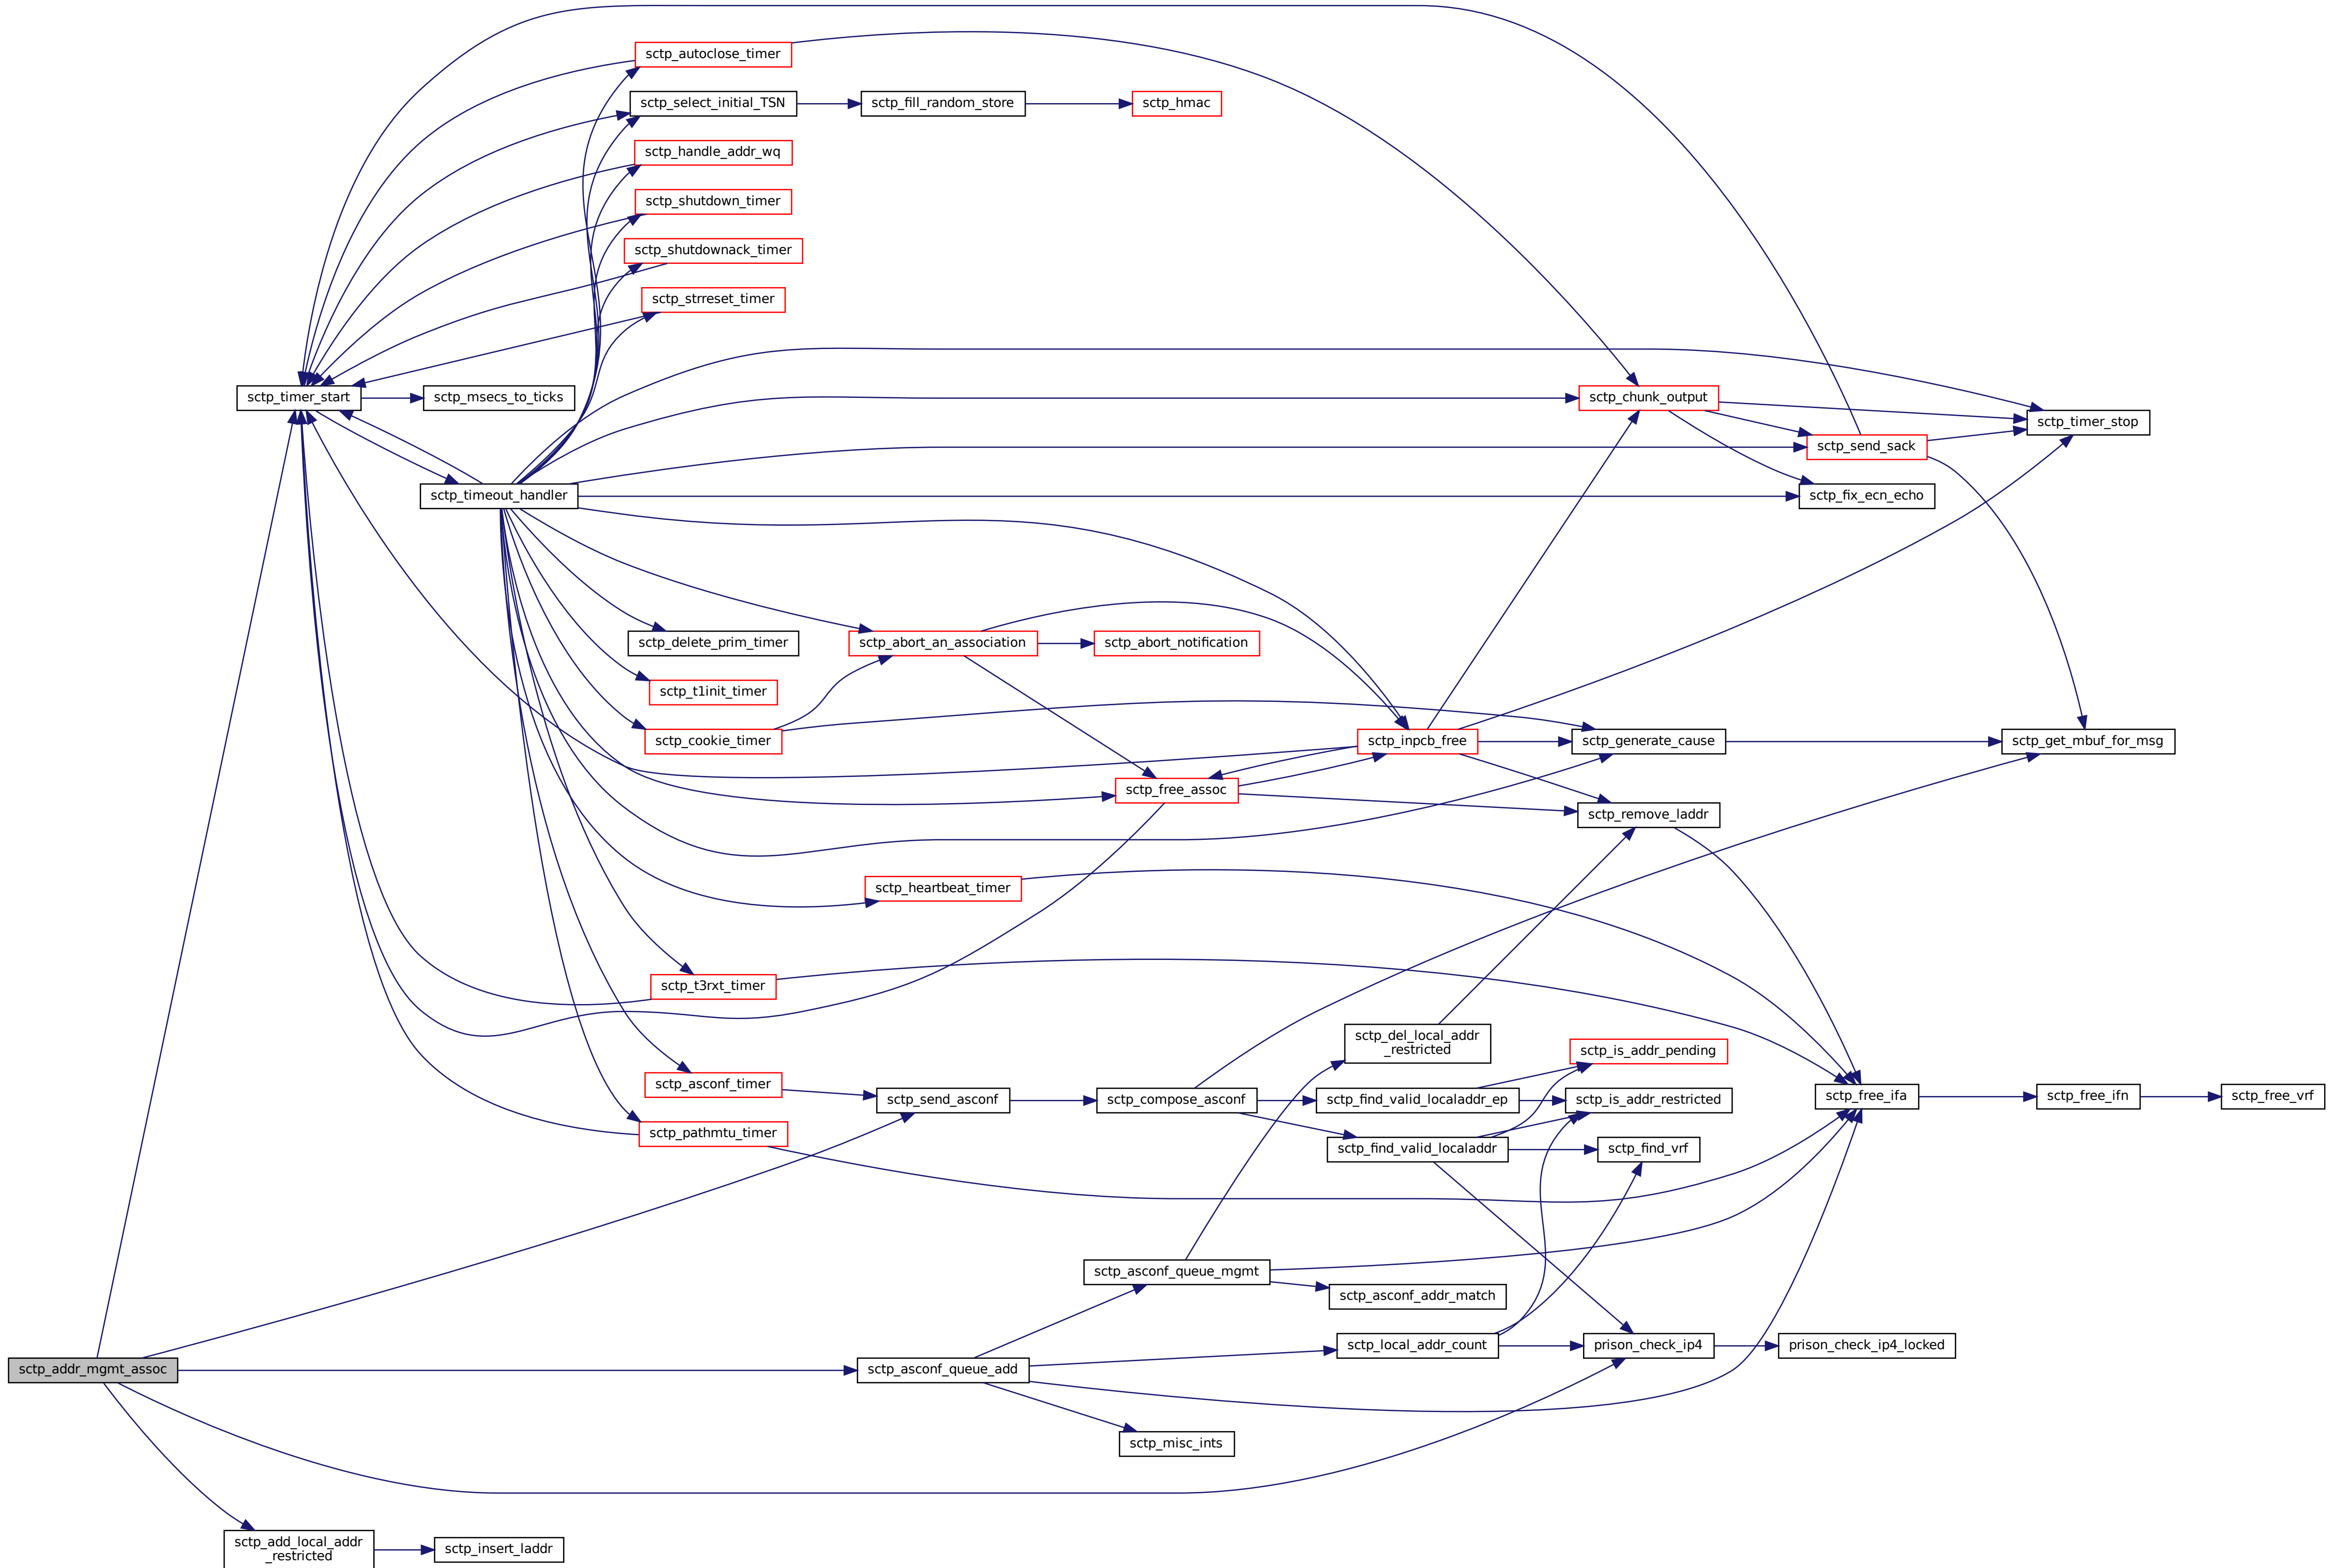 sctp_autoclose_timer
sctp_select_initial_TSN
sctp_fill_random_store
sctp_hmac
sctp_handle_addr_wq
sctp_shutdown_timer
sctp_shutdownack_timer
sctp_strreset_timer
sctp_timer_start
sctp_msecs_to_ticks
sctp_chunk_output
sctp_timer_stop
sctp_send_sack
sctp_timeout_handler
sctp_fix_ecn_echo
sctp_delete_prim_timer
sctp_abort_an_association
sctp_abort_notification
sctp_t1init_timer
sctp_cookie_timer
sctp_inpcb_free
sctp_generate_cause
sctp_get_mbuf_for_msg
sctp_free_assoc
sctp_remove_laddr
sctp_heartbeat_timer
sctp_t3rxt_timer
sctp_del_local_addr
_restricted
sctp_is_addr_pending
sctp_asconf_timer
sctp_send_asconf
sctp_compose_asconf
sctp_find_valid_localaddr_ep
sctp_is_addr_restricted
sctp_free_ifa
sctp_free_ifn
sctp_free_vrf
sctp_pathmtu_timer
sctp_find_valid_localaddr
sctp_find_vrf
sctp_asconf_queue_mgmt
sctp_asconf_addr_match
sctp_local_addr_count
prison_check_ip4
prison_check_ip4_locked
sctp_addr_mgmt_assoc
sctp_asconf_queue_add
sctp_misc_ints
sctp_add_local_addr
_restricted
sctp_insert_laddr